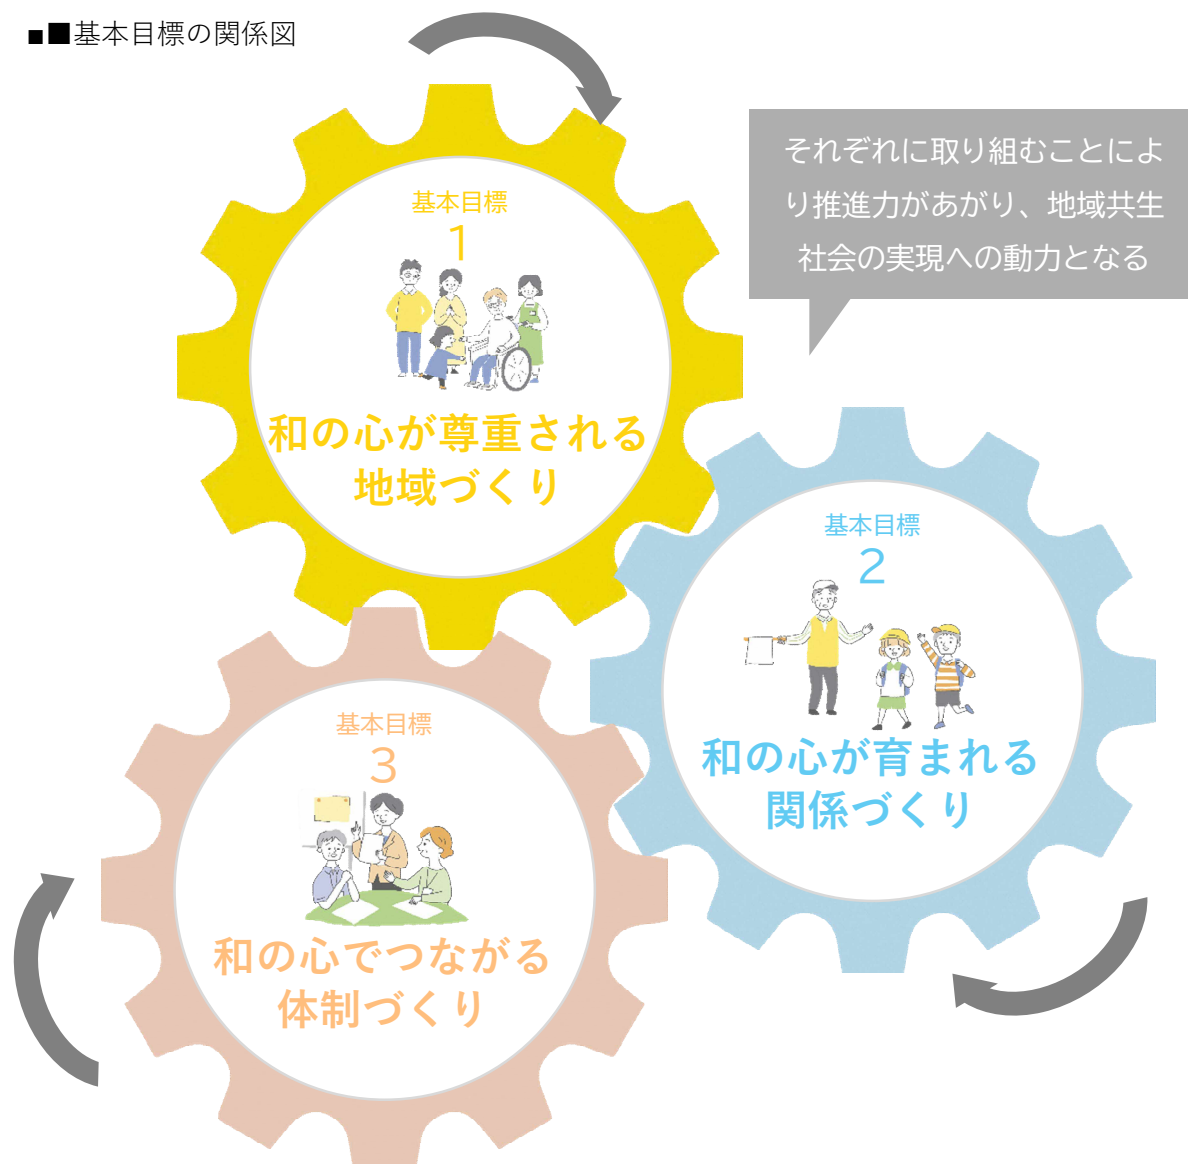 ■■基本目標の関係図
それぞれに取り組むことによ
り推進力があがり、地域共生
社会の実現への動力となる
基本目標
1
和の心が尊重される
地域づくり
基本目標
2
和の心が育まれる
関係づくり
基本目標
3
和の心でつながる
体制づくり